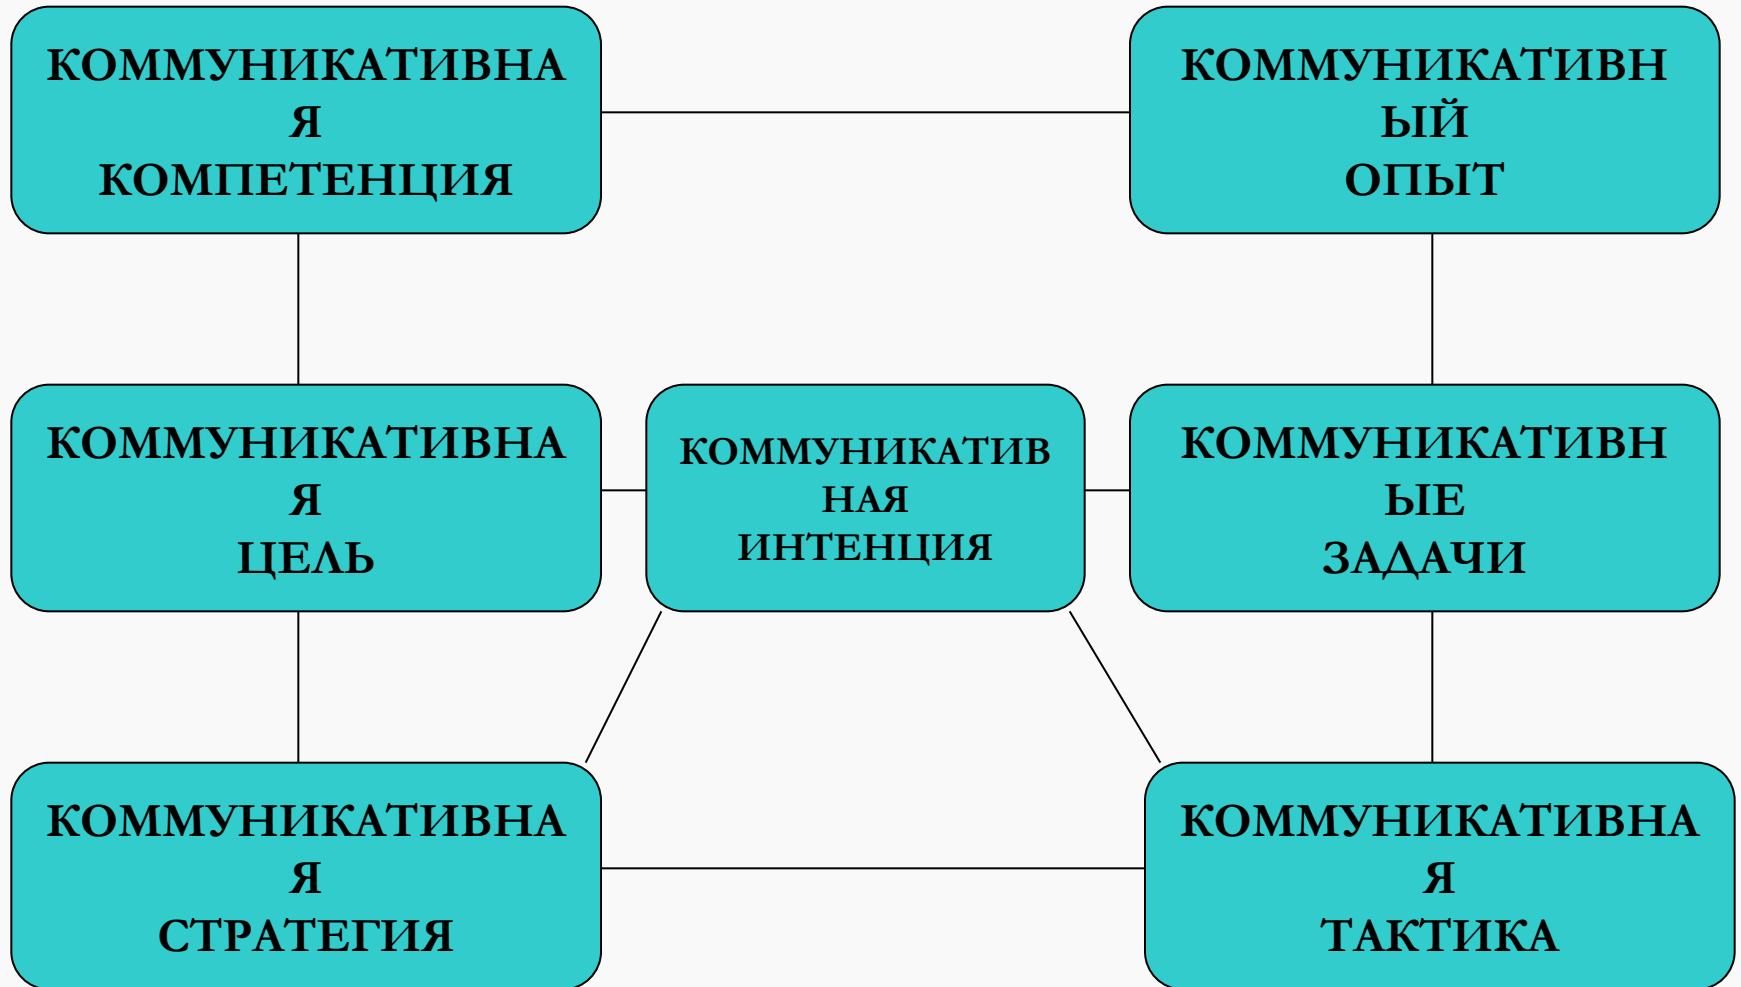 КОММУНИКАТИВНА
Я
КОМПЕТЕНЦИЯ
КОММУНИКАТИВН
ЫЙ
ОПЫТ
КОММУНИКАТИВНА
Я
ЦЕЛЬ
КОММУНИКАТИВ
НАЯ
ИНТЕНЦИЯ
КОММУНИКАТИВН
ЫЕ
ЗАДАЧИ
КОММУНИКАТИВНА
Я
СТРАТЕГИЯ
КОММУНИКАТИВНА
Я
ТАКТИКА